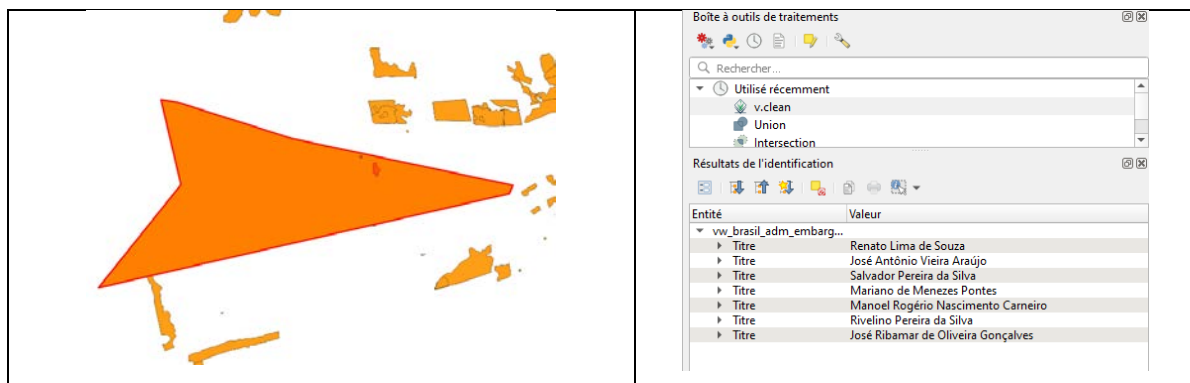 Boîte à outils de traitements
Rechercher...
Utilisé récemment
v.clean
Union
Intersection
Résultats de l'identification
Entité Valeur
vw_brasil_adm_embarg...
Titre Renato Lima de Souza
Titre José Antônio Vieira Araújo
Titre Salvador Pereira da Silva
Titre Mariano de Menezes Pontes
Titre Manoel Rogério Nascimento Carneiro
Titre Rivelino Pereira da Silva
Titre José Ribamar de Oliveira Gonçalves